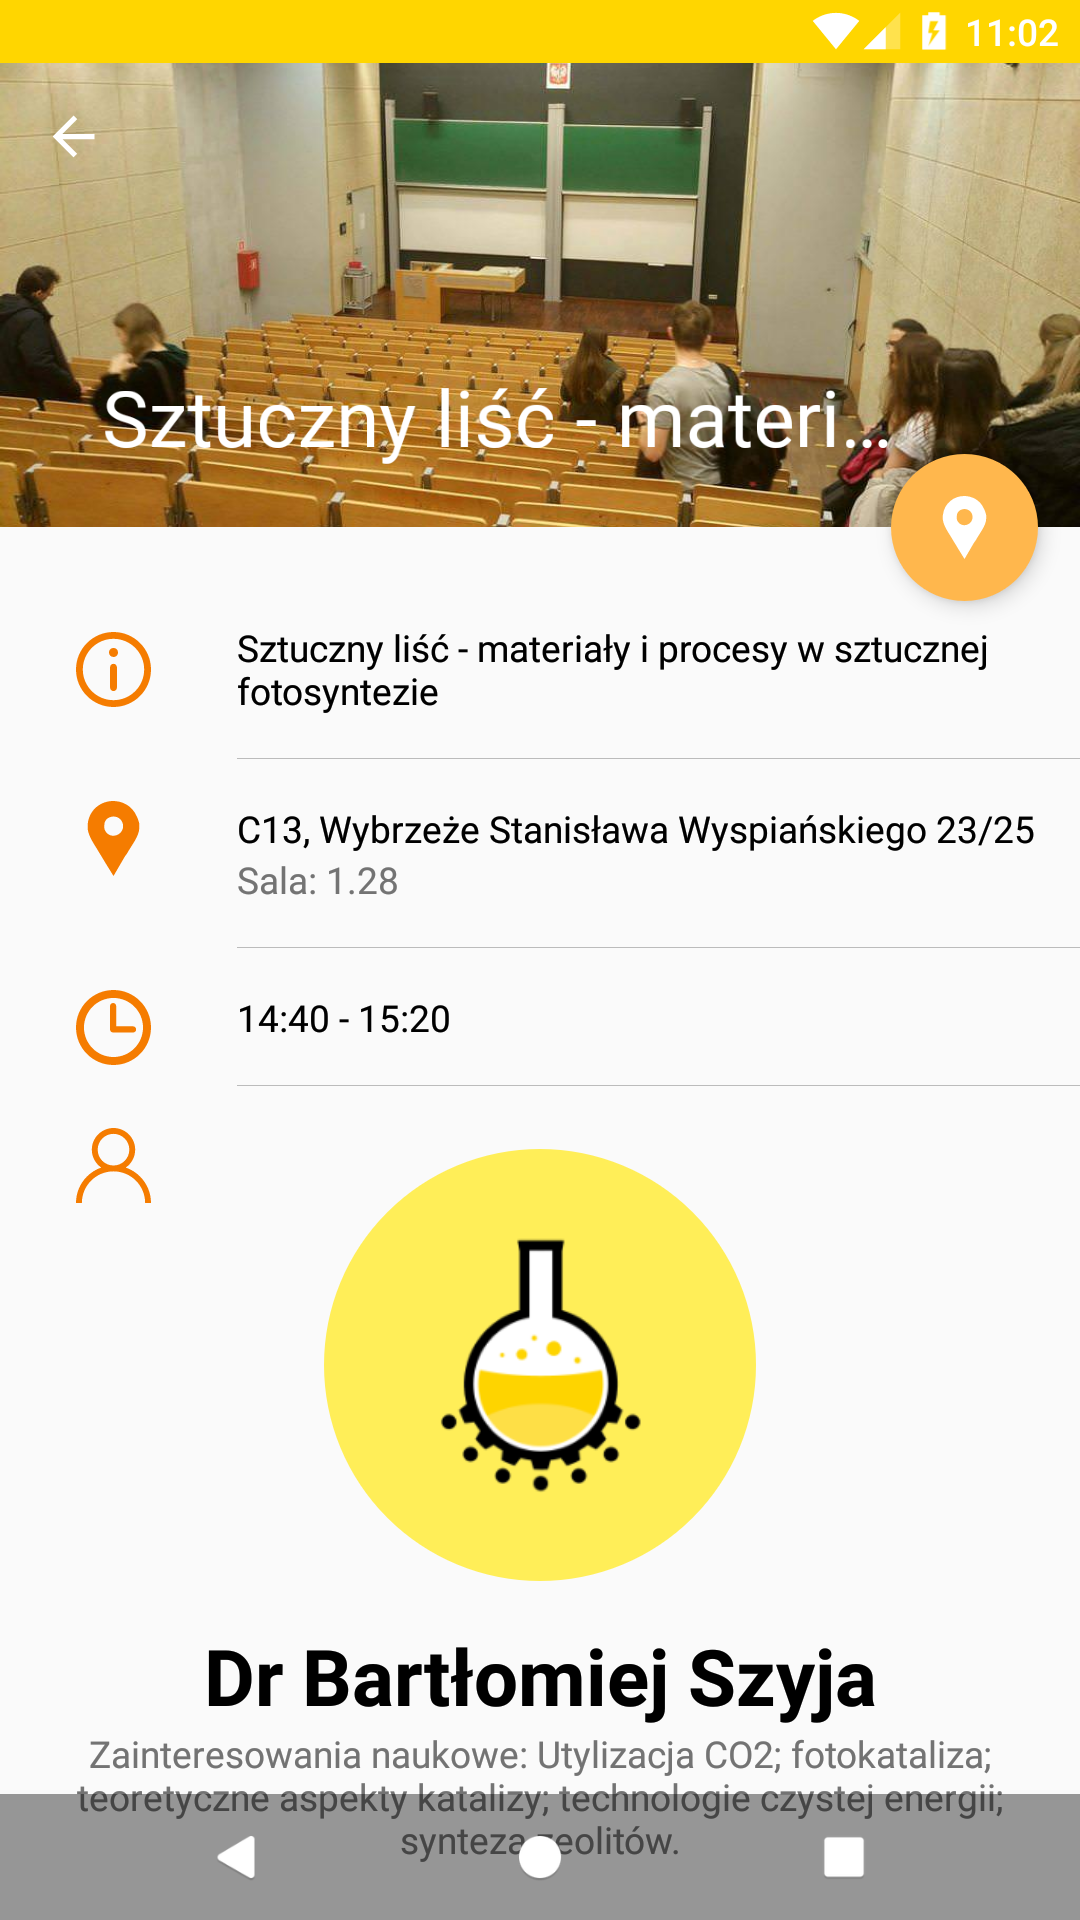 11:02
Sztuczny liść - materi...
Sztuczny liść - materiały i procesy w sztucznej
fotosyntezie
C13, Wybrzeże Stanisława Wyspiańskiego 23/25
Sala: 1.28
14:40 - 15:20
Dr Bartłomiej Szyja
Zainteresowania naukowe: Utylizacja CO2; fotokataliza;
teoretyczne aspekty katalizy; technologie czystej energii;
synteza zeolitów.